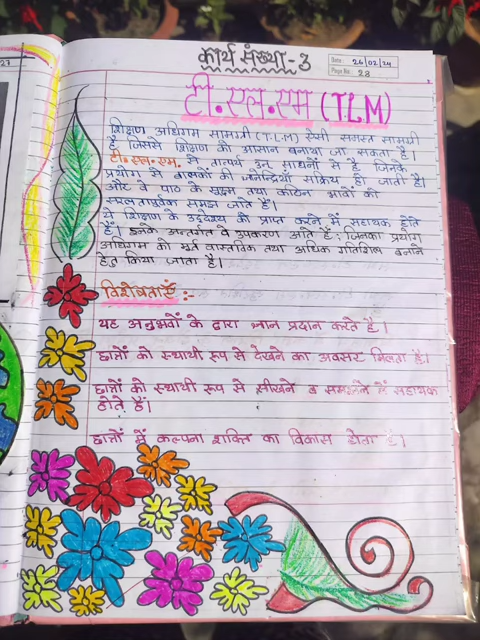 27
कार्य संख्या-3
Date: 26/02/24
Page No: 28
टी.एल.एम (T.L.M)
शिक्षण अधिगम सामग्री (T.L.M) ऐसी समस्त सामग्री
है जिससे शिक्षण को आसान बनाया जा सकता है।
टी.एल.एम. से तात्पर्य उन साधनों से है जिनके
प्रयोग से बालकों की ज्ञनेन्द्रियाँ सक्रिय हो जाती है।
और वे पाठ के सूक्ष्म तथा कठिन भावों को
सरलतापूर्वक समझ जाते हैं।
ये शिक्षण के उद्देश्य को प्राप्त करने में सहायक होते
हैं। इनके अन्तर्गत वे उपकरण आते हैं; जिनका प्रयोग
अधिगम को मूर्त वास्तविक तथा अधिक गतिशिल बनाने
हेतु किया जाता है।
विशेषताएँ :-
यह अनुभवों के द्वारा ज्ञान प्रदान करते है।
छात्रों को स्थायी रूप से देखने का अवसर मिलता है।
छात्रों को स्थायी रूप से सीखने व समझने में सहायक
होते हैं।
छात्रों में कल्पना शक्ति का विकास होता है।